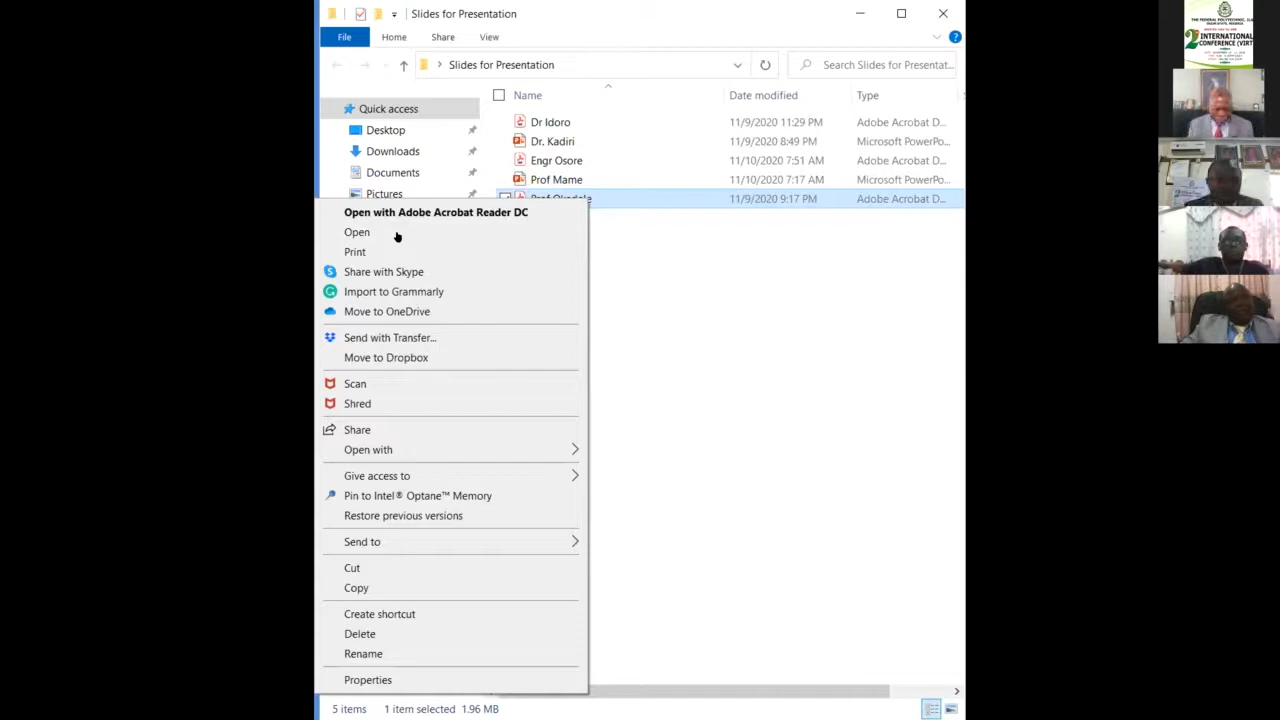 Slides for Presentation
File Home Share View
Slides for Pr
Search Slides for Presentat...
Name Date modified Type
Quick access
Desktop
Downloads
Documents
Pictures
Dr Idoro 11/9/2020 11:29 PM Adobe Acrobat D...
Dr. Kadiri 11/9/2020 8:49 PM Microsoft PowerPo...
Engr Osore 11/10/2020 7:51 AM Adobe Acrobat D...
Prof Mame 11/10/2020 7:17 AM Microsoft PowerPo...
11/9/2020 9:17 PM Adobe Acrobat D...
Open with Adobe Acrobat Reader DC
Open
Print
Share with Skype
Import to Grammarly
Move to OneDrive
Send with Transfer...
Move to Dropbox
Scan
Shred
Share
Open with
Give access to
Pin to Intel® Optane™ Memory
Restore previous versions
Send to
Cut
Copy
Create shortcut
Delete
Rename
Properties
5 items 1 item selected 1.96 MB
THE FEDERAL POLYTECHNIC,
INTERNATIONAL
CONFERENCE (VIRT